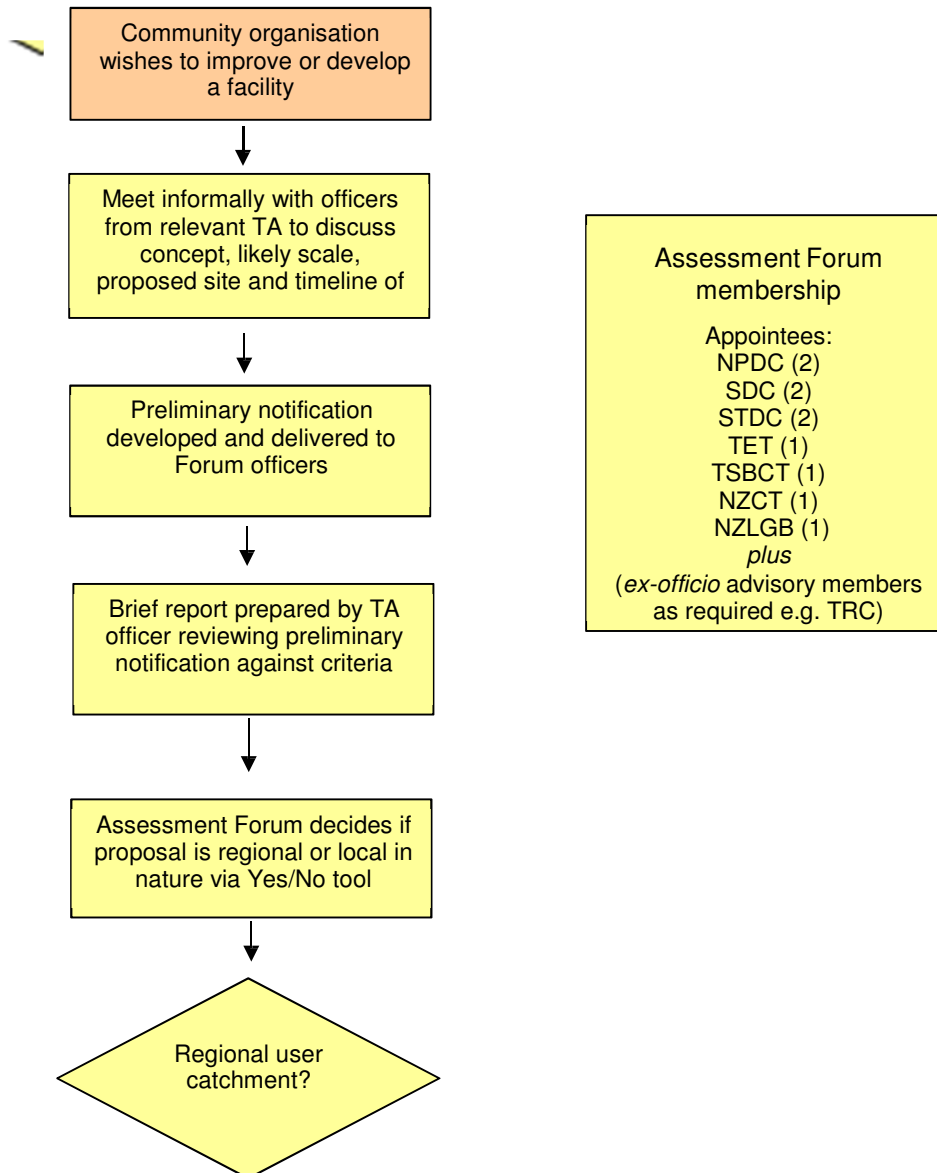 Community organisation
wishes to improve or develop
a facility
Meet informally with officers
from relevant TA to discuss
concept, likely scale,
proposed site and timeline of
Preliminary notification
developed and delivered to
Forum officers
Brief report prepared by TA
officer reviewing preliminary
notification against criteria
Assessment Forum decides if
proposal is regional or local in
nature via Yes/No tool
Regional user
catchment?
Assessment Forum
membership
Appointees:
NPDC (2)
SDC (2)
STDC (2)
TET (1)
TSBCT (1)
NZCT (1)
NZLGB (1)
plus
(ex-officio advisory members
as required e.g. TRC)